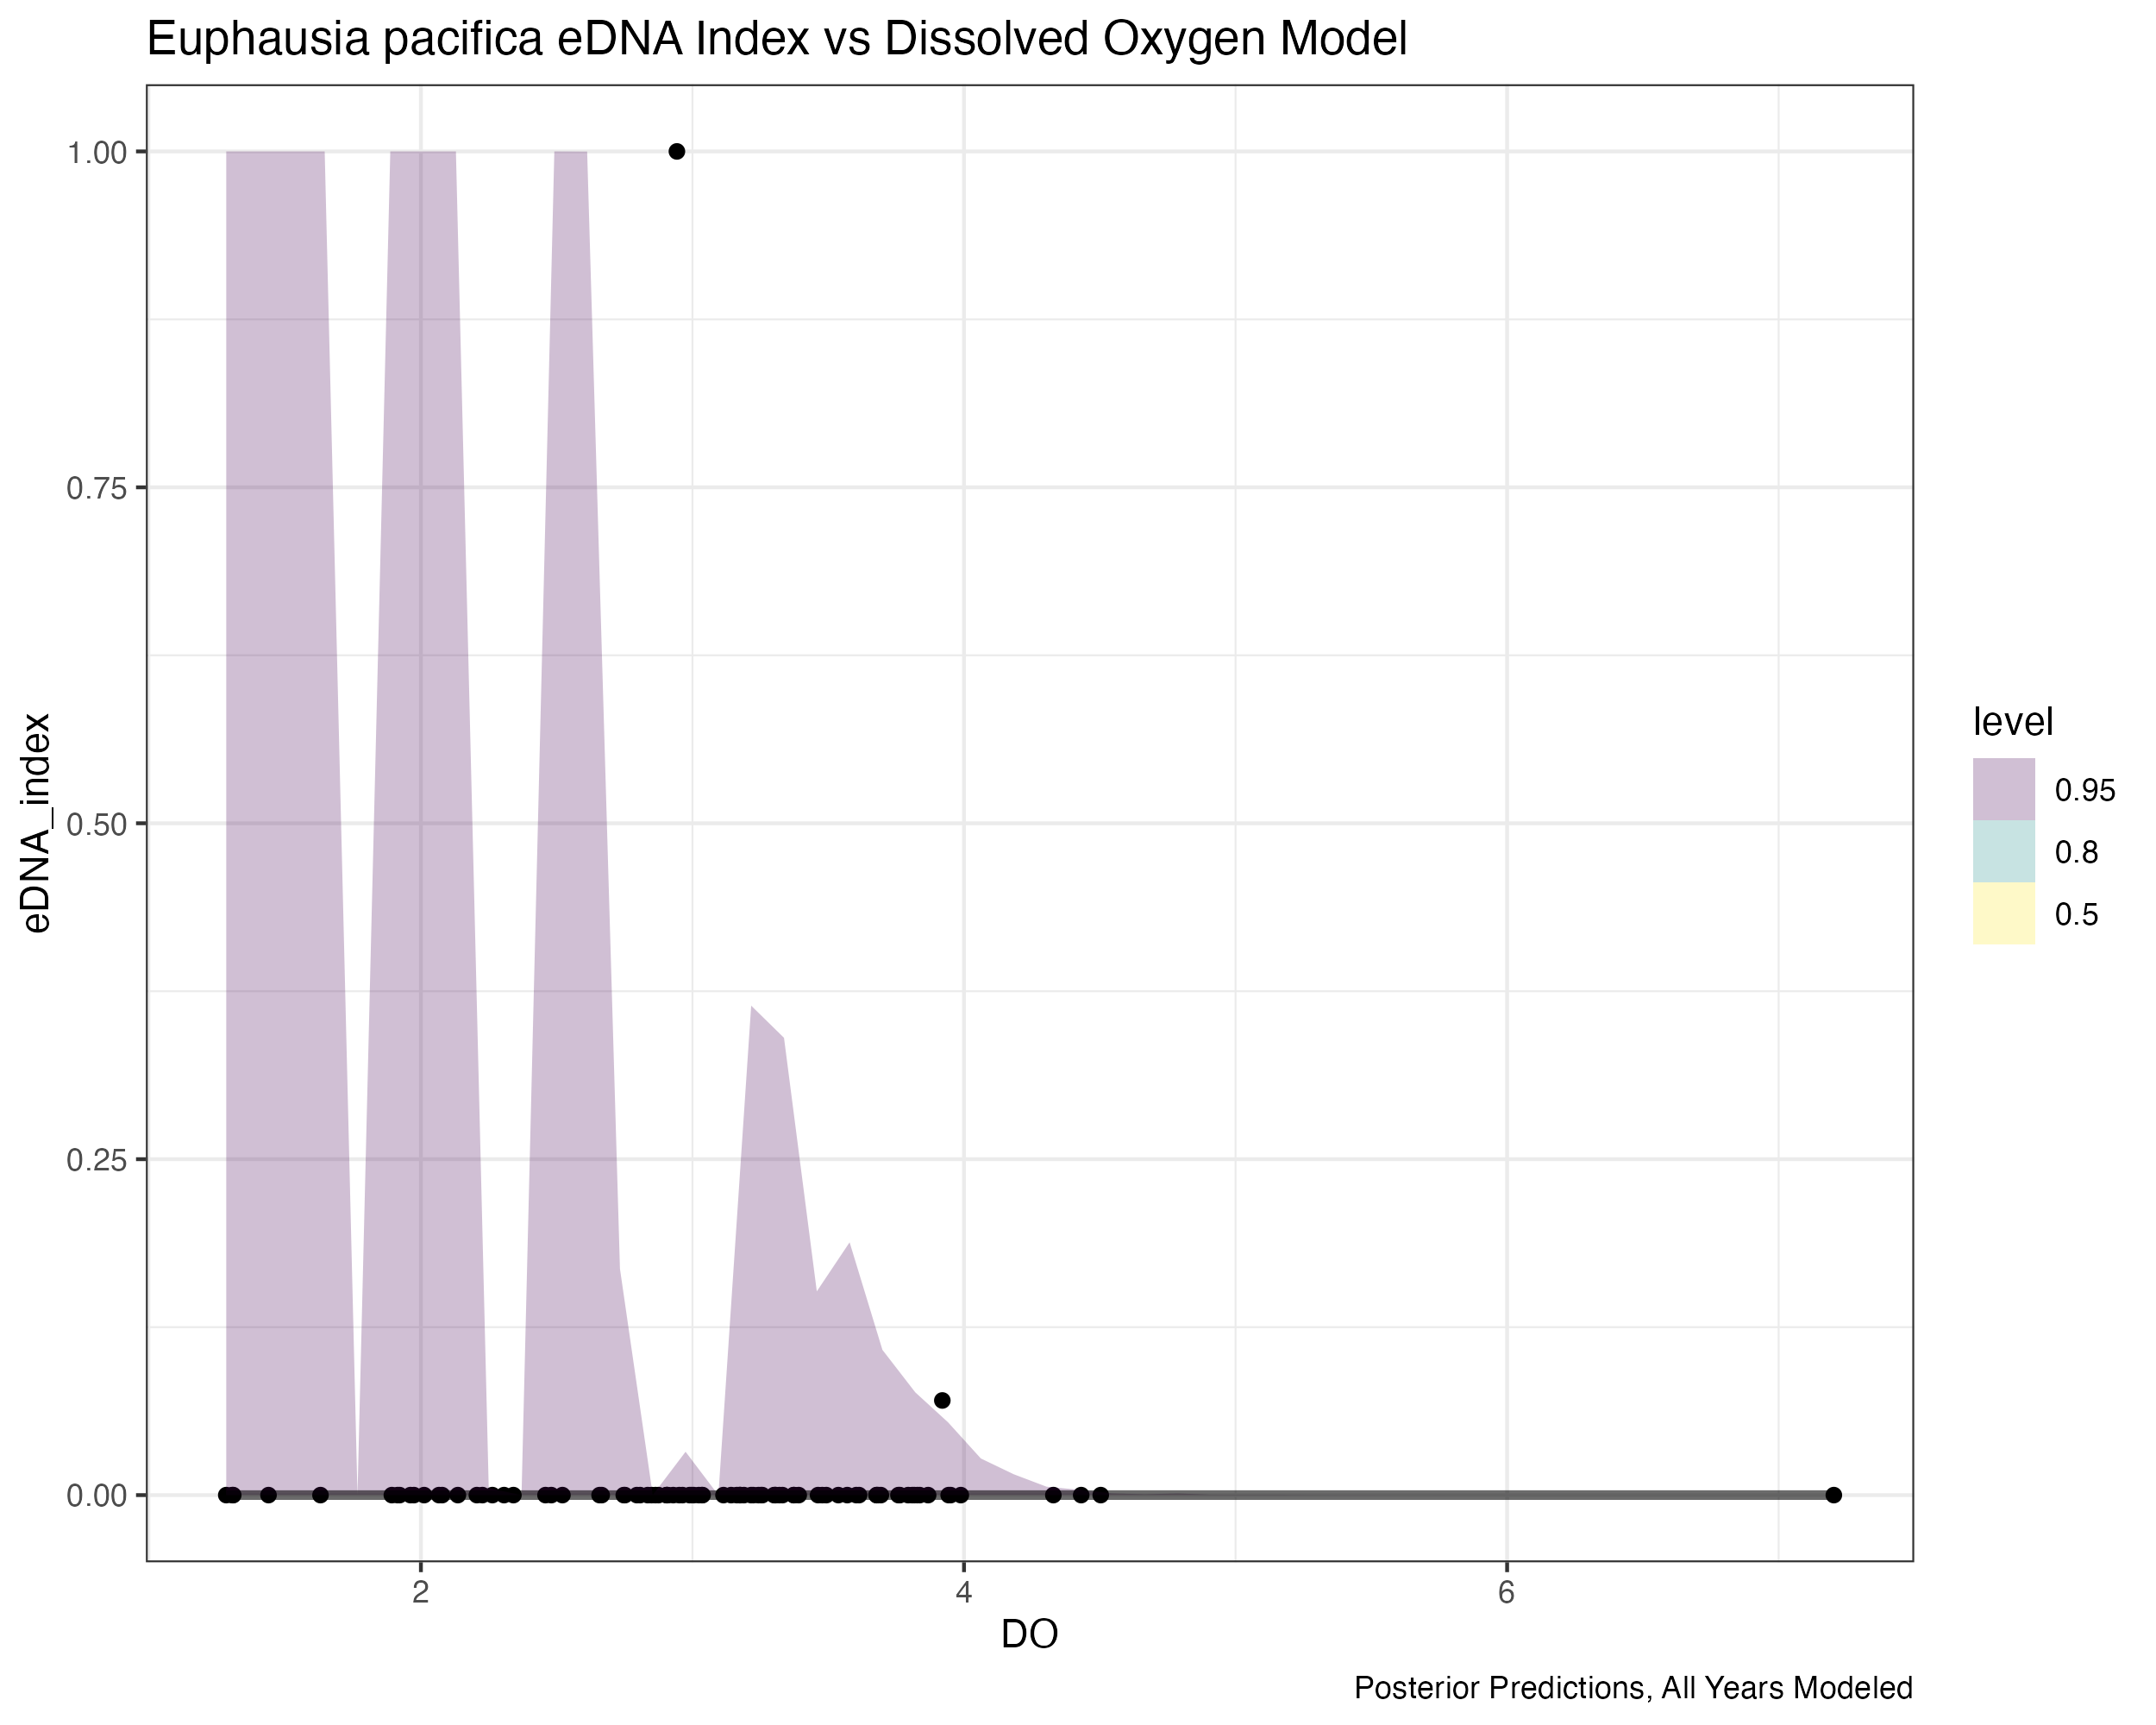 Euphausia pacifica eDNA Index vs Dissolved Oxygen Model
1.00
0.75
0.50
0.25
0.00
eDNA_index
2
4
6
DO
level
0.95
0.8
0.5
Posterior Predictions, All Years Modeled